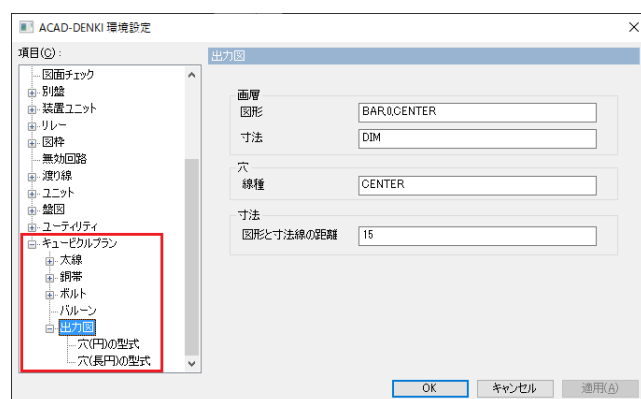 ACAD-DENKI 環境設定
項目(C) :
図面チェック
別盤
装置ユニット
リレー
図枠
無効回路
渡り線
ユニット
盤図
ユーティリティ
キュービクルプラン
太線
銅帯
ボルト
バルーン
出力図
穴(円)の型式
穴(長円)の型式
出力図
画層
図形 BAR,0,CENTER
寸法 DIM
穴
線種 CENTER
寸法
図形と寸法線の距離 15
OK キャンセル 適用(A)